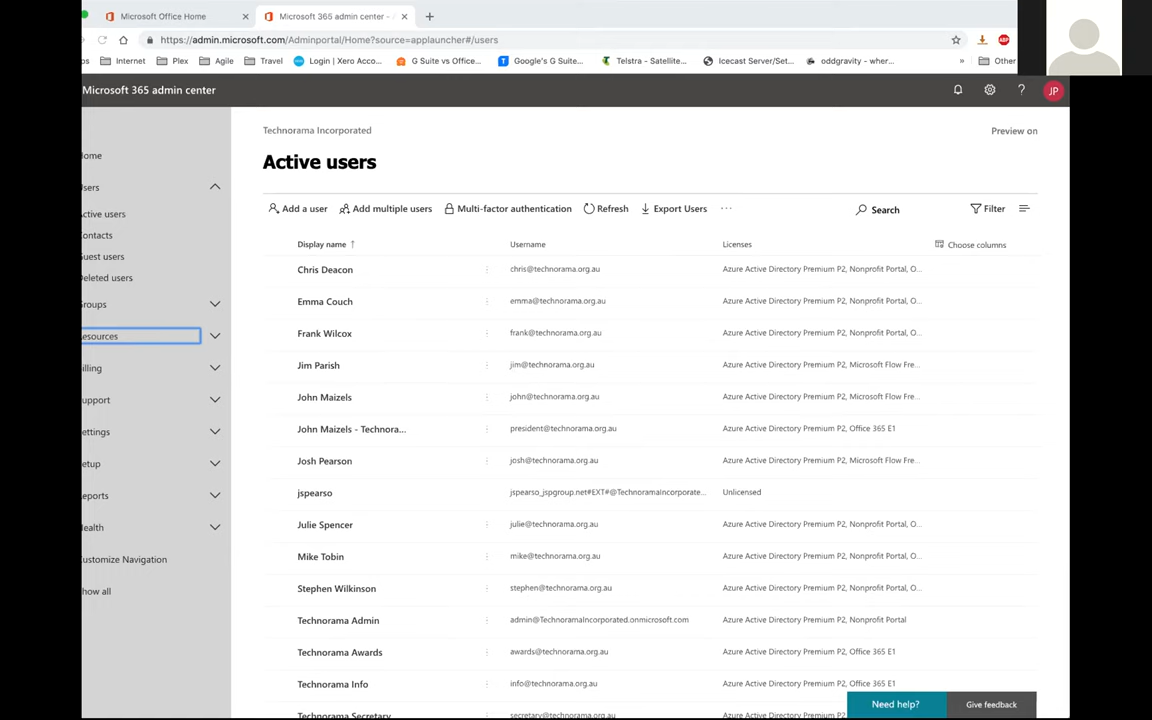 Microsoft Office Home
Microsoft 365 admin center -
https://admin.microsoft.com/Adminportal/Home?source=applauncher#/users
ABP
ps
Internet
Plex
Agile
Travel
Login | Xero Acco...
G Suite vs Office...
Google's G Suite...
Telstra - Satellite...
Icecast Server/Set...
oddgravity - wher...
»
Other
Microsoft 365 admin center
?
JP
ome
sers
ctive users
ontacts
uest users
eleted users
roups
esources
illing
upport
ettings
etup
eports
ealth
ustomize Navigation
how all
Technorama Incorporated
Preview on
Active users
Add a user
Add multiple users
Multi-factor authentication
Refresh
Export Users
...
Search
Filter
Display name ↑ Username Licenses Choose columns
Chris Deacon chris@technorama.org.au Azure Active Directory Premium P2, Nonprofit Portal, O...
Emma Couch emma@technorama.org.au Azure Active Directory Premium P2, Nonprofit Portal, O...
Frank Wilcox frank@technorama.org.au Azure Active Directory Premium P2, Nonprofit Portal, O...
Jim Parish jim@technorama.org.au Azure Active Directory Premium P2, Microsoft Flow Fre...
John Maizels john@technorama.org.au Azure Active Directory Premium P2, Microsoft Flow Fre...
John Maizels - Technora... president@technorama.org.au Azure Active Directory Premium P2, Office 365 E1
Josh Pearson josh@technorama.org.au Azure Active Directory Premium P2, Microsoft Flow Fre...
jspearso jspearso_jspgroup.net#EXT#@TechnoramaIncorporate... Unlicensed
Julie Spencer julie@technorama.org.au Azure Active Directory Premium P2, Nonprofit Portal, O...
Mike Tobin mike@technorama.org.au Azure Active Directory Premium P2, Nonprofit Portal, O...
Stephen Wilkinson stephen@technorama.org.au Azure Active Directory Premium P2, Nonprofit Portal, O...
Technorama Admin admin@TechnoramaIncorporated.onmicrosoft.com Azure Active Directory Premium P2, Nonprofit Portal
Technorama Awards awards@technorama.org.au Azure Active Directory Premium P2, Office 365 E1
Technorama Info info@technorama.org.au Azure Active Directory Premium P2, Office 365 E1
Technorama Secretary secretary@technorama.org.au Azure Active Directory Premium P2,
Need help?
Give feedback